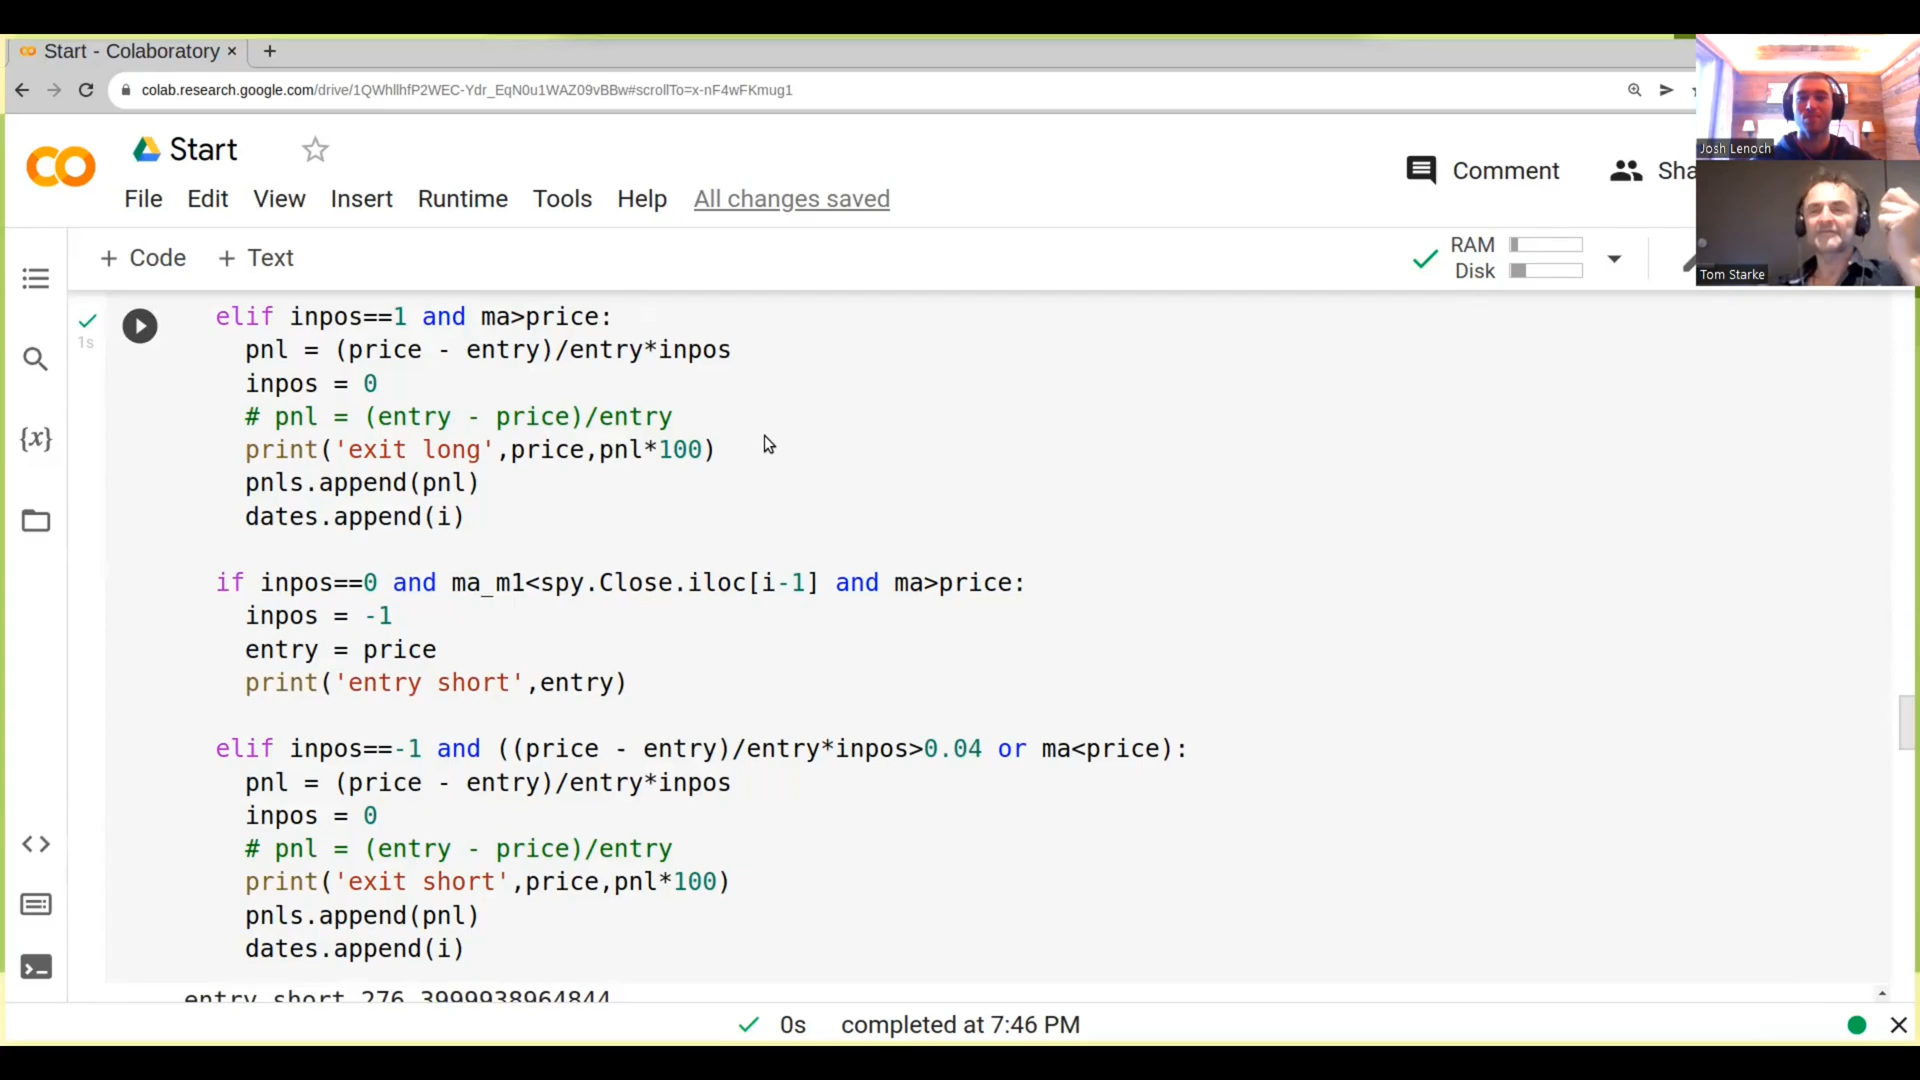 Start - Colaboratory
colab.research.google.com/drive/1QWhllhfP2WEC-Ydr_EqN0u1WAZ09vBBw#scrollTo=x-nF4wFKmug1
Start
File Edit View Insert Runtime Tools Help All changes saved
Comment
Sha
Josh Lenoch
Tom Starke
+ Code + Text
RAM
Disk
1s
{x}
elif inpos==1 and ma>price:
pnl = (price - entry)/entry*inpos
inpos = 0
# pnl = (entry - price)/entry
print('exit long',price,pnl*100)
pnls.append(pnl)
dates.append(i)
if inpos==0 and ma_m1<spy.Close.iloc[i-1] and ma>price:
inpos = -1
entry = price
print('entry short',entry)
elif inpos==-1 and ((price - entry)/entry*inpos>0.04 or ma<price):
pnl = (price - entry)/entry*inpos
inpos = 0
# pnl = (entry - price)/entry
print('exit short',price,pnl*100)
pnls.append(pnl)
dates.append(i)
entry short 276.3999938964844
0s completed at 7:46 PM